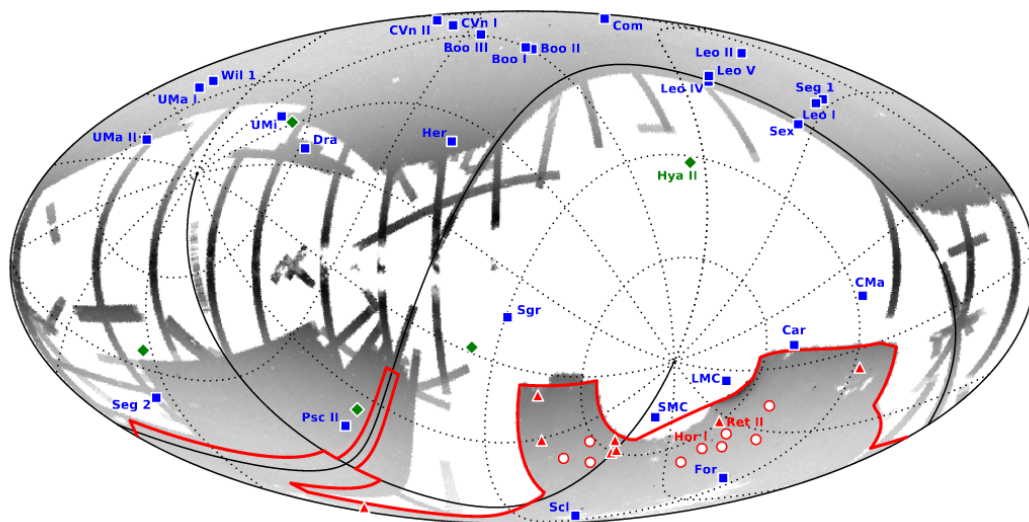 CVn II
CVn I
Com
Boo III
Boo II
Boo I
Leo II
Leo V
Leo IV
Seg 1
Leo I
Sex
Wil 1
UMa I
UMa II
UMi
Dra
Her
Hya II
CMa
Sgr
Car
LMC
SMC
Seg 2
Psc II
Ret II
Hor I
For
Scl